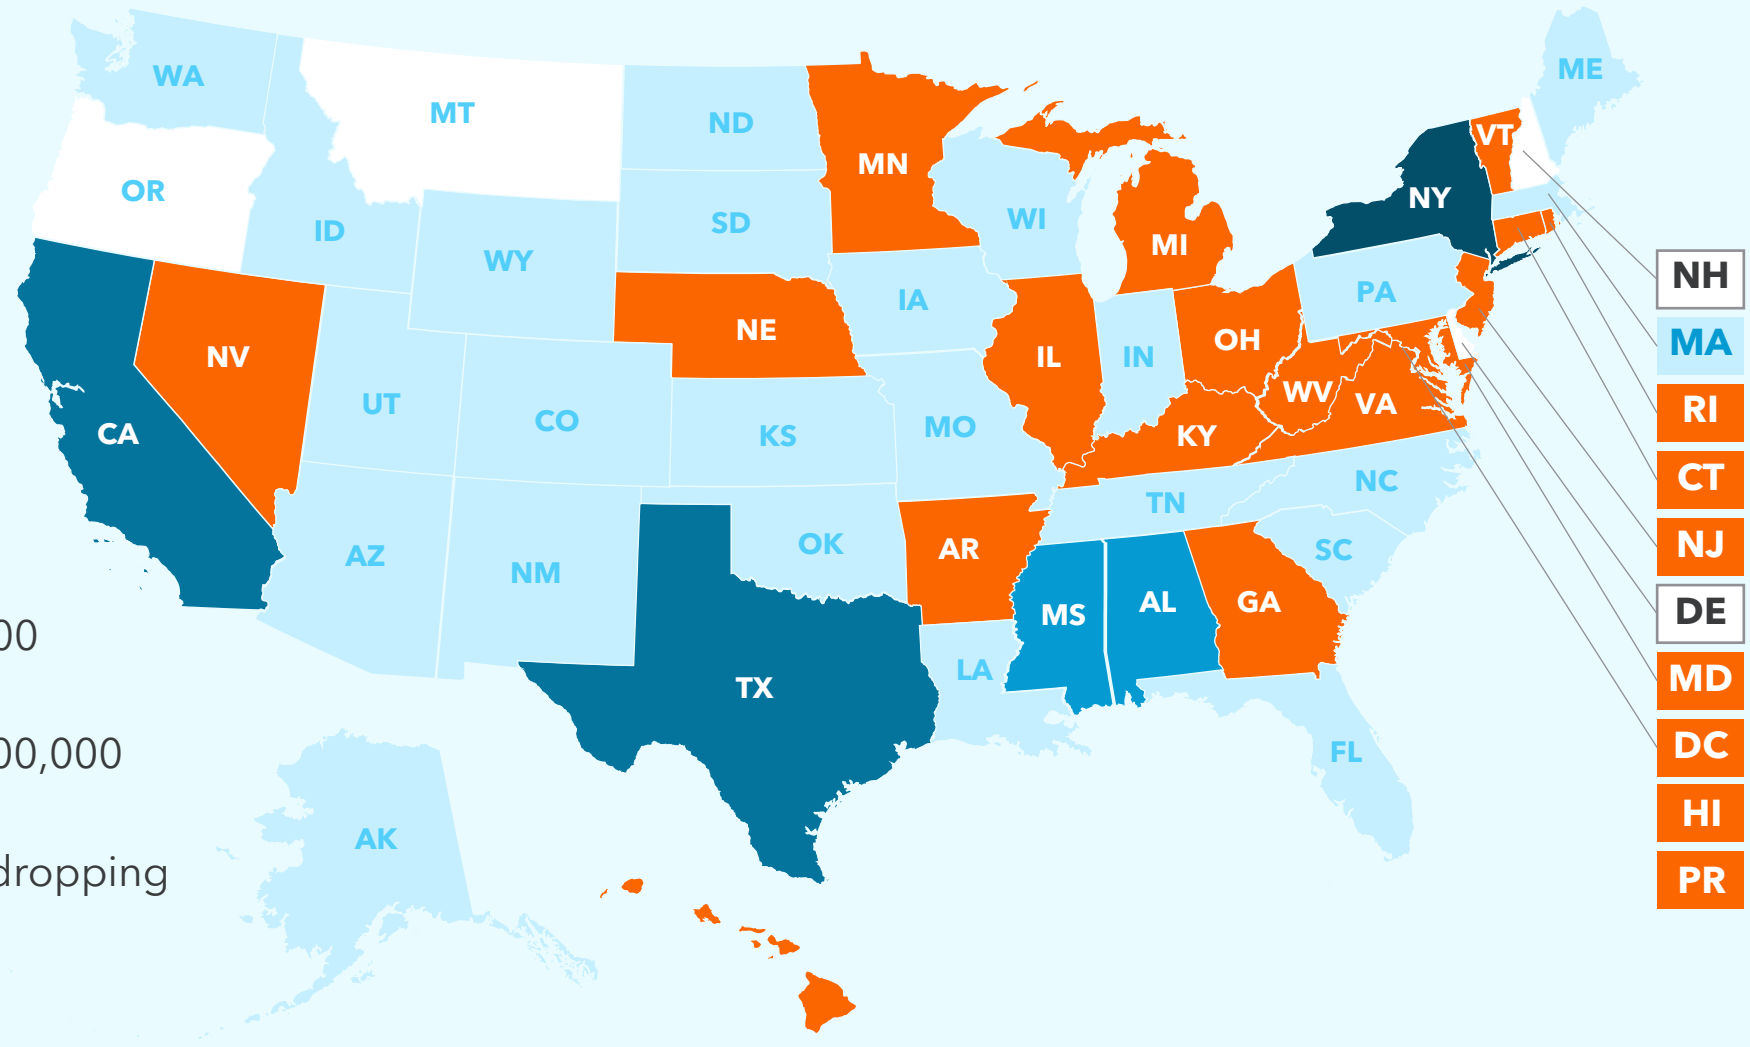 WA
MT
ND
MN
ME
VT
OR
ID
SD
WI
NY
MI
WY
IA
PA
NH
NV
NE
IL
IN
OH
MA
UT
CO
KS
MO
KY
WV
VA
RI
CA
NC
CT
AZ
NM
OK
AR
TN
SC
NJ
MS
AL
GA
DE
00
TX
LA
MD
00,000
FL
DC
AK
HI
dropping
PR